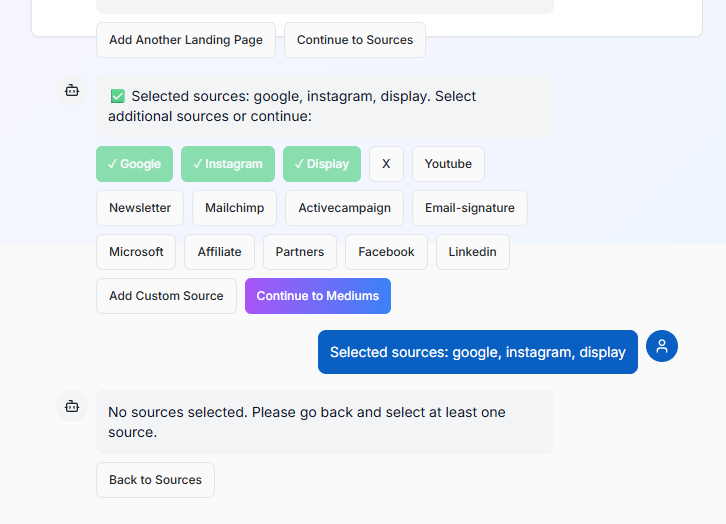 Add Another Landing Page Continue to Sources
✅ Selected sources: google, instagram, display. Select
additional sources or continue:
✓ Google ✓ Instagram ✓ Display X Youtube
Newsletter Mailchimp Activecampaign Email-signature
Microsoft Affiliate Partners Facebook Linkedin
Add Custom Source Continue to Mediums
Selected sources: google, instagram, display
No sources selected. Please go back and select at least one
source.
Back to Sources